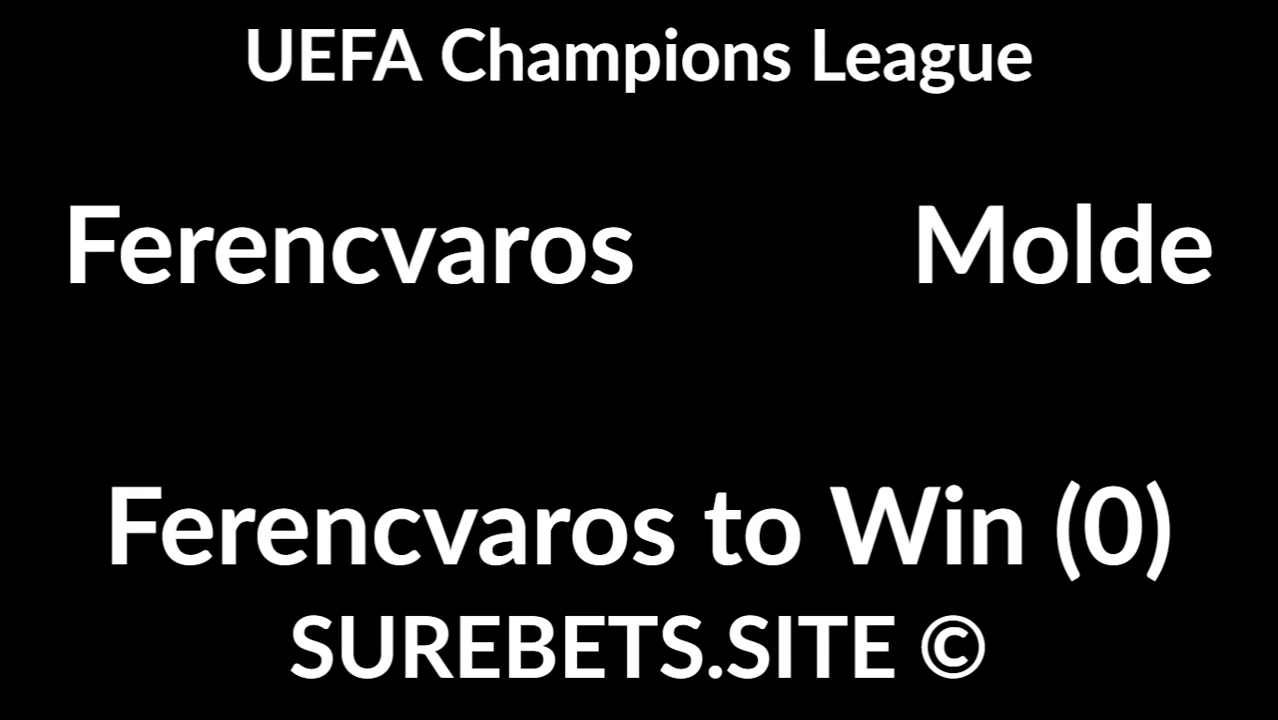 UEFA Champions League
Ferencvaros Molde
Ferencvaros to Win (0)
SUREBETS.SITE ©